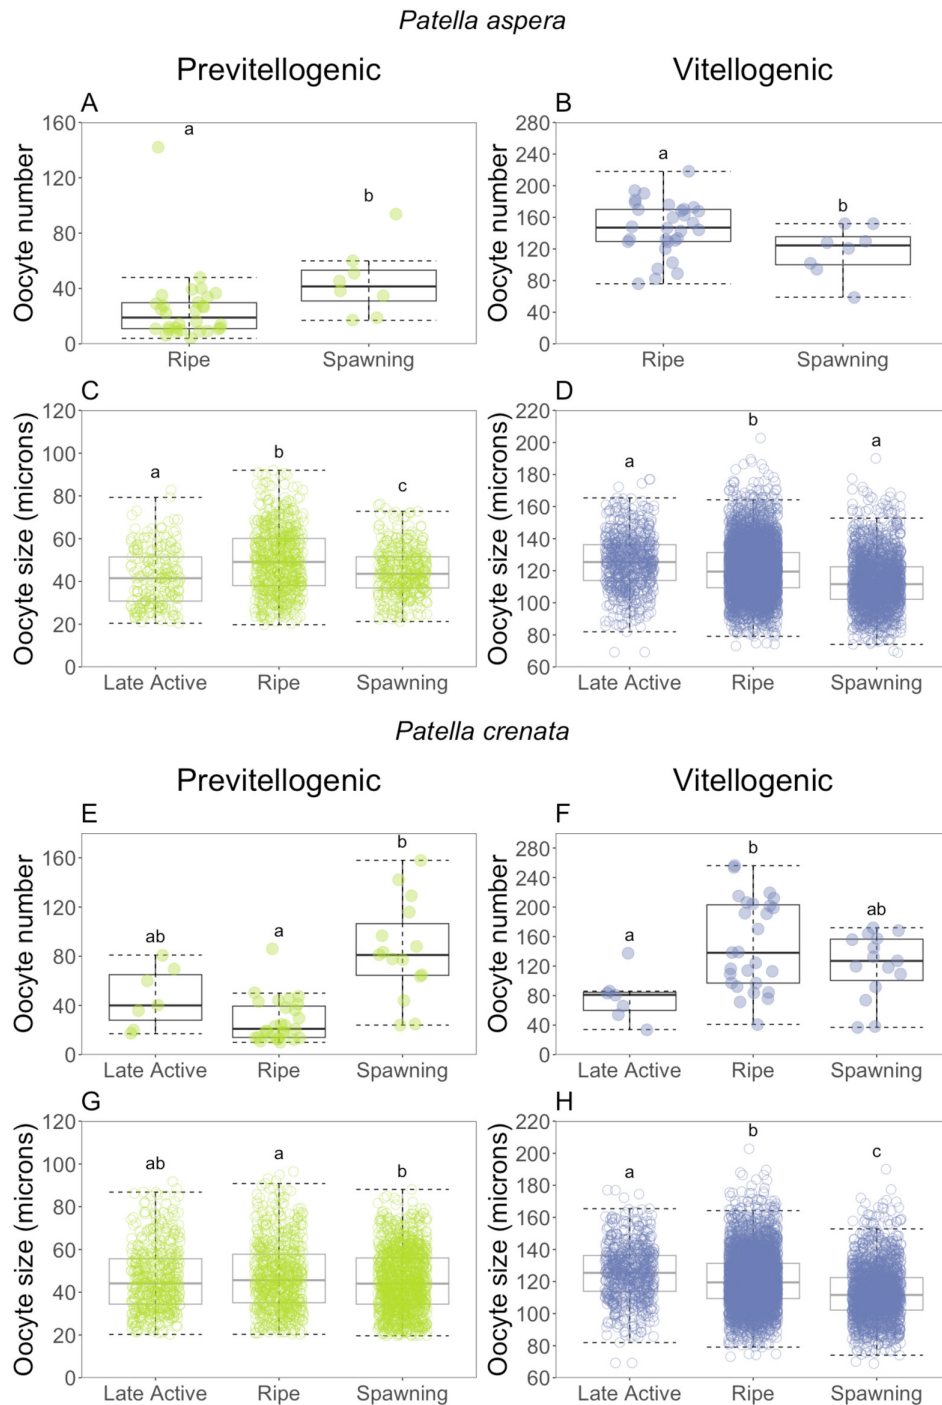 Patella aspera
Previtellogenic Vitellogenic
A B
Oocyte number
160
120
80
40
0
a
b
Ripe Spawning
Oocyte number
280
240
200
160
120
80
40
0
a
b
Ripe Spawning
C D
Oocyte size (microns)
120
100
80
60
40
20
0
a
b
c
Late Active Ripe Spawning
Oocyte size (microns)
220
200
180
160
140
120
100
80
60
a
b
a
Late Active Ripe Spawning
Patella crenata
Previtellogenic Vitellogenic
E F
Oocyte number
160
120
80
40
0
ab
a
b
Late Active Ripe Spawning
Oocyte number
280
240
200
160
120
80
40
0
a
b
ab
Late Active Ripe Spawning
G H
Oocyte size (microns)
120
100
80
60
40
20
0
ab
a
b
Late Active Ripe Spawning
Oocyte size (microns)
220
200
180
160
140
120
100
80
60
a
b
c
Late Active Ripe Spawning